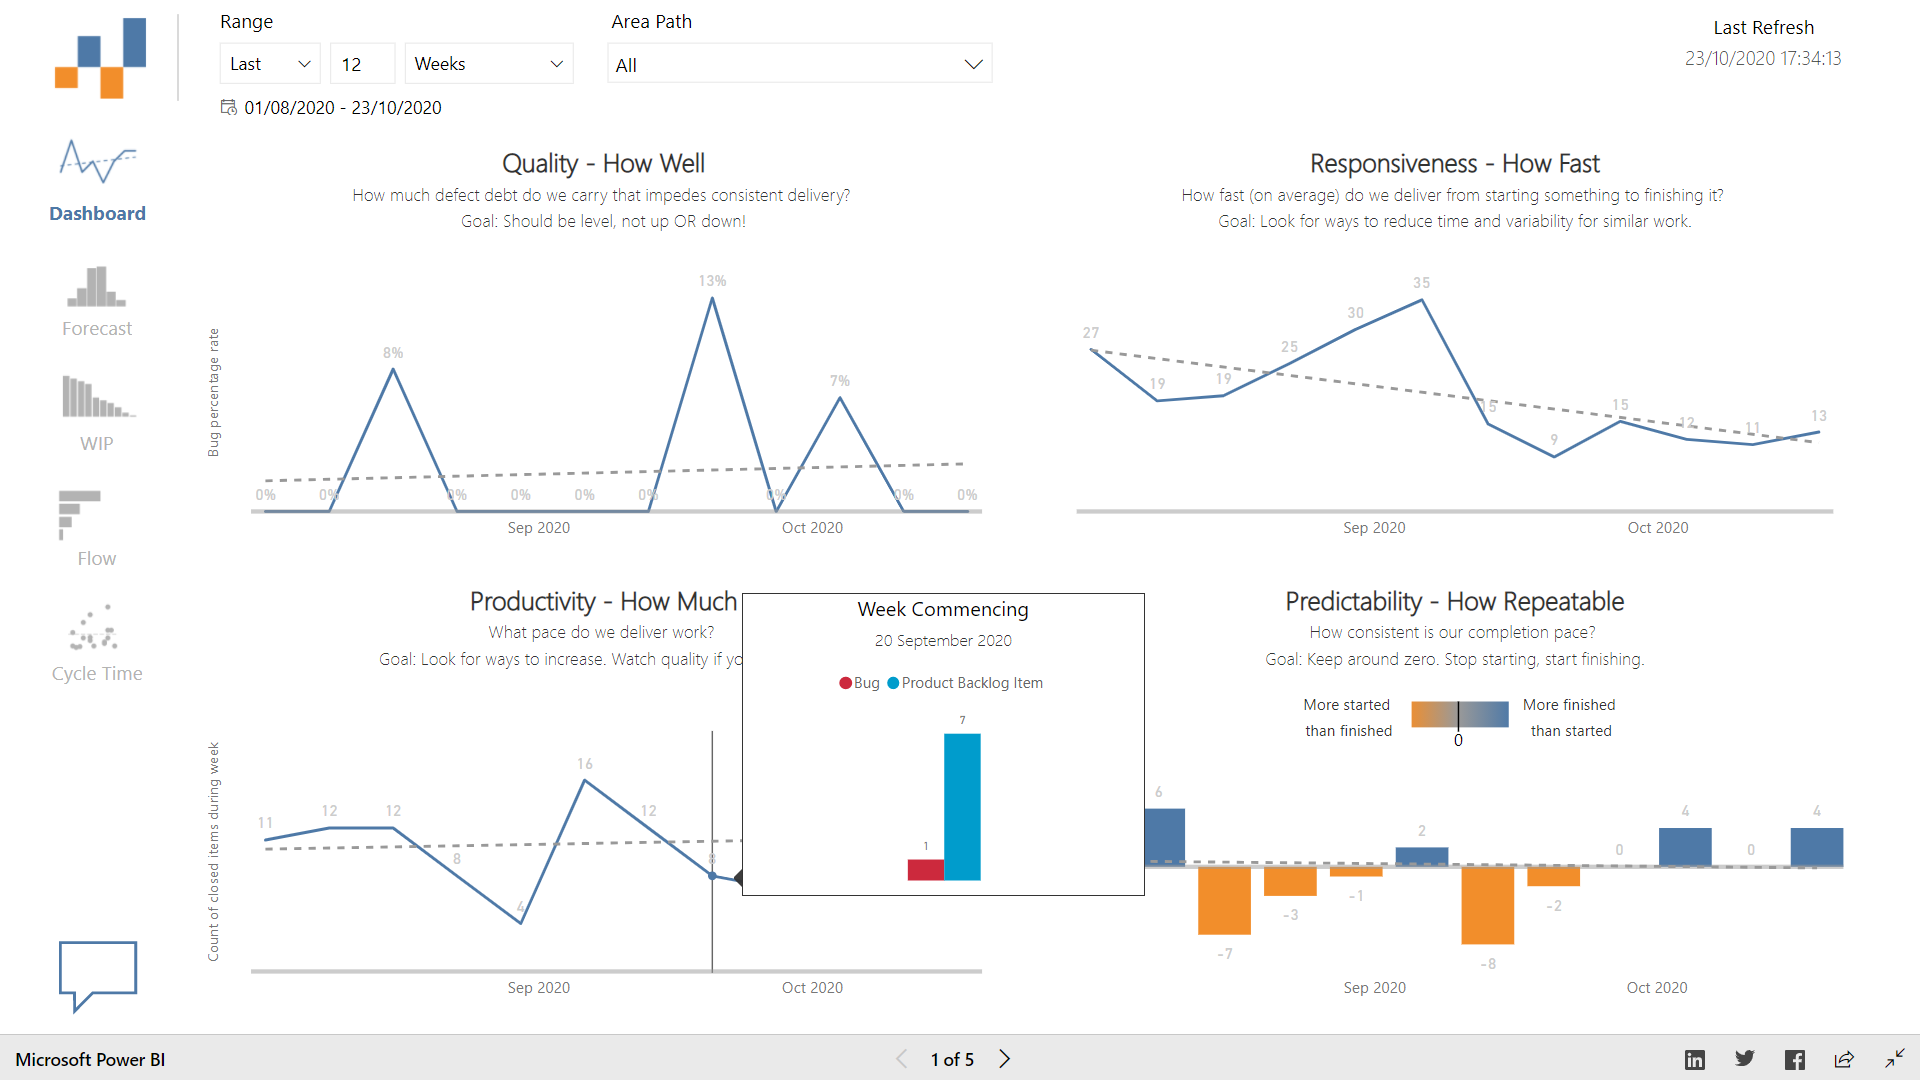 Range
Area Path
Last Refresh
Last
12
Weeks
All
23/10/2020 17:34:13
01/08/2020 - 23/10/2020
Dashboard
Forecast
WIP
Flow
Cycle Time
Quality - How Well
How much defect debt do we carry that impedes consistent delivery?
Goal: Should be level, not up OR down!
Bug percentage rate
0%
0%
8%
0%
0%
0%
0%
13%
0%
7%
0%
0%
Sep 2020
Oct 2020
Responsiveness - How Fast
How fast (on average) do we deliver from starting something to finishing it?
Goal: Look for ways to reduce time and variability for similar work.
27
19
19
25
30
35
15
9
15
12
11
13
Sep 2020
Oct 2020
Productivity - How Much
What pace do we deliver work?
Goal: Look for ways to increase. Watch quality if yo
Count of closed items during week
11
12
12
8
4
16
12
8
Sep 2020
Oct 2020
Week Commencing
20 September 2020
Bug
Product Backlog Item
1
7
Predictability - How Repeatable
How consistent is our completion pace?
Goal: Keep around zero. Stop starting, start finishing.
More started
than finished
0
More finished
than started
6
-7
-3
-1
2
-8
-2
0
4
0
4
Sep 2020
Oct 2020
Microsoft Power BI
1 of 5